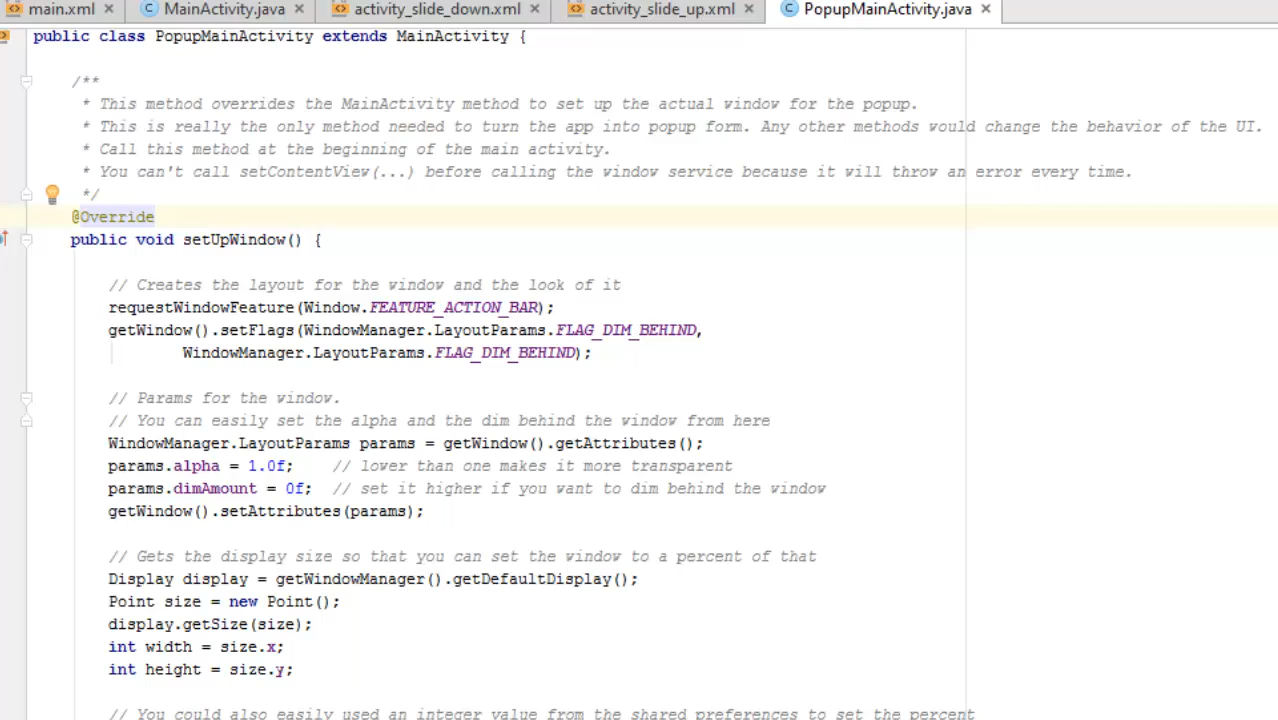 main.xml MainActivity.java activity_slide_down.xml activity_slide_up.xml PopupMainActivity.java
public class PopupMainActivity extends MainActivity {
/**
* This method overrides the MainActivity method to set up the actual window for the popup.
* This is really the only method needed to turn the app into popup form. Any other methods would change the behavior of the UI.
* Call this method at the beginning of the main activity.
* You can't call setContentView(...) before calling the window service because it will throw an error every time.
*/
@Override
public void setUpWindow() {
// Creates the layout for the window and the look of it
requestWindowFeature(Window.FEATURE_ACTION_BAR);
getWindow().setFlags(WindowManager.LayoutParams.FLAG_DIM_BEHIND,
WindowManager.LayoutParams.FLAG_DIM_BEHIND);
// Params for the window.
// You can easily set the alpha and the dim behind the window from here
WindowManager.LayoutParams params = getWindow().getAttributes();
params.alpha = 1.0f;    // lower than one makes it more transparent
params.dimAmount = 0f;  // set it higher if you want to dim behind the window
getWindow().setAttributes(params);
// Gets the display size so that you can set the window to a percent of that
Display display = getWindowManager().getDefaultDisplay();
Point size = new Point();
display.getSize(size);
int width = size.x;
int height = size.y;
// You could also easily used an integer value from the shared preferences to set the percent